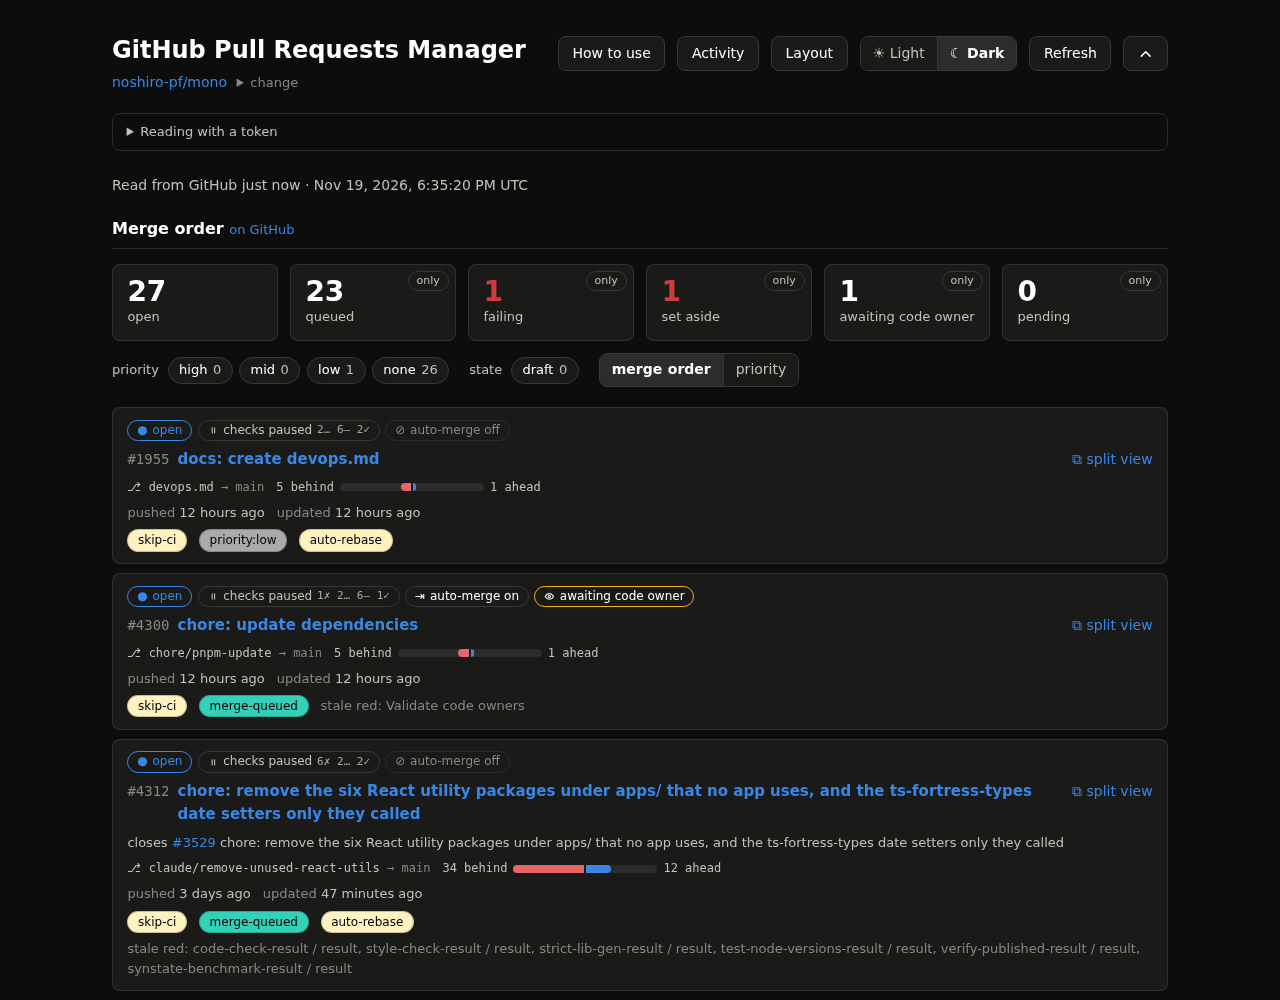 GitHub Pull Requests Manager
How to use
Activity
Layout
☀ Light
☾ Dark
Refresh
noshiro-pf/mono ▶ change
▶ Reading with a token
Read from GitHub just now · Nov 19, 2026, 6:35:20 PM UTC
Merge order on GitHub
27
open
23
only
queued
1
only
failing
1
only
set aside
1
only
awaiting code owner
0
only
pending
priority high 0 mid 0 low 1 none 26 state draft 0 merge order priority
open ⏸ checks paused 2… 6– 2✓ ⊘ auto-merge off
#1955 docs: create devops.md ⧉ split view
⎇ devops.md → main 5 behind 1 ahead
pushed 12 hours ago updated 12 hours ago
skip-ci priority:low auto-rebase
open ⏸ checks paused 1✗ 2… 6– 1✓ ⇥ auto-merge on awaiting code owner
#4300 chore: update dependencies ⧉ split view
⎇ chore/pnpm-update → main 5 behind 1 ahead
pushed 12 hours ago updated 12 hours ago
skip-ci merge-queued stale red: Validate code owners
open ⏸ checks paused 6✗ 2… 2✓ ⊘ auto-merge off
#4312 chore: remove the six React utility packages under apps/ that no app uses, and the ts-fortress-types ⧉ split view
date setters only they called
closes #3529 chore: remove the six React utility packages under apps/ that no app uses, and the ts-fortress-types date setters only they called
⎇ claude/remove-unused-react-utils → main 34 behind 12 ahead
pushed 3 days ago updated 47 minutes ago
skip-ci merge-queued auto-rebase
stale red: code-check-result / result, style-check-result / result, strict-lib-gen-result / result, test-node-versions-result / result, verify-published-result / result,
synstate-benchmark-result / result